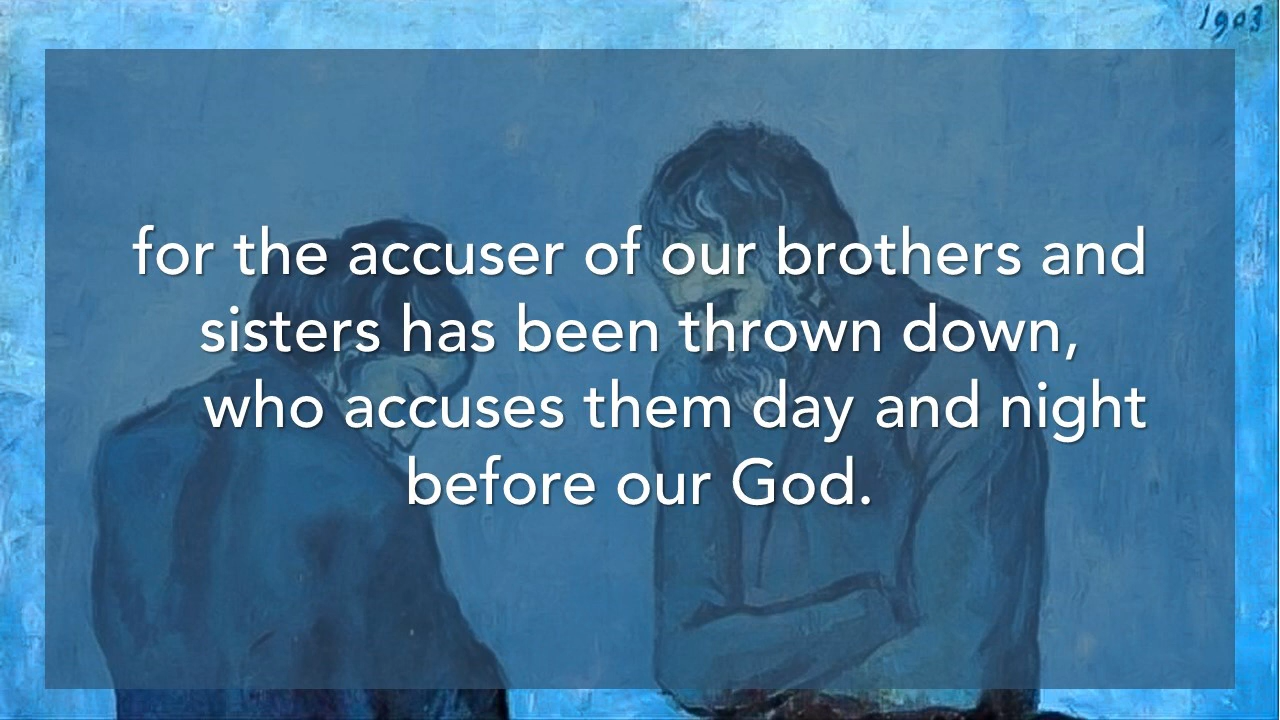 1903
for the accuser of our brothers and
sisters has been thrown down,
who accuses them day and night
before our God.